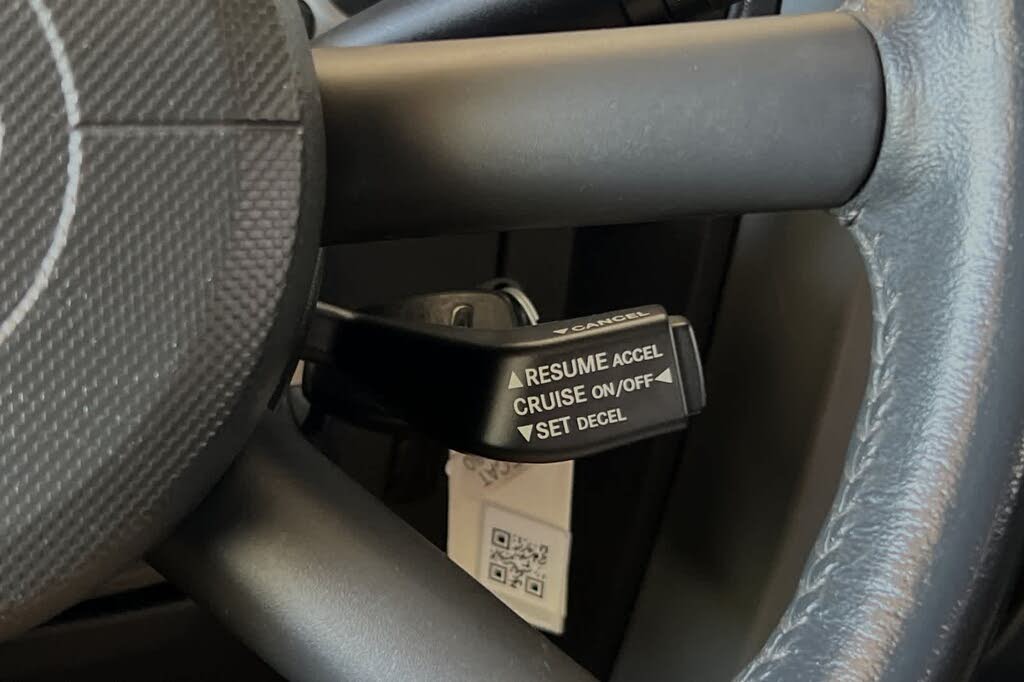 ▼CANCEL
▲RESUME ACCEL
CRUISE ON/OFF◄
▼SET DECEL